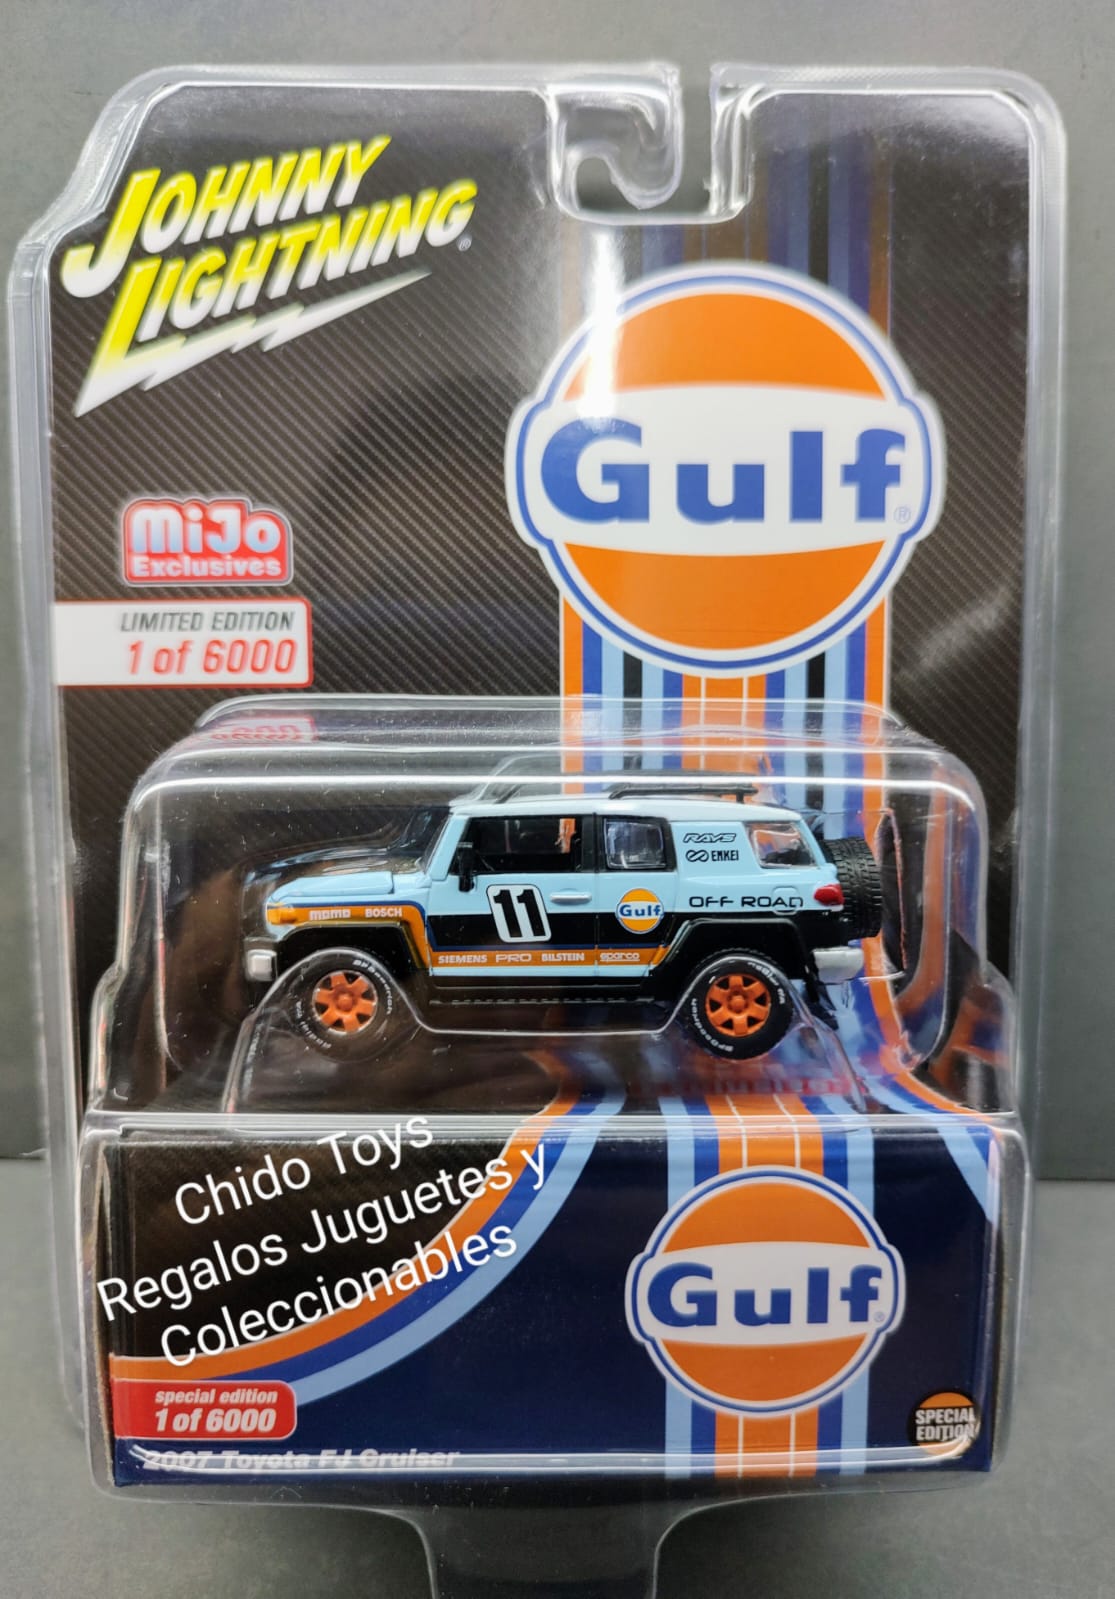 JOHNNY
LIGHTNING®
Gulf®
MiJo
Exclusives
LIMITED EDITION
1 of 6000
RAYS
ENKEI
11
Gulf
OFF ROAD
momo BOSCH
SIEMENS PRO BILSTEIN sparco
Chido Toys
Regalos Juguetes y
Coleccionables
Gulf®
special edition
1 of 6000
SPECIAL
EDITION
2007 Toyota FJ Cruiser